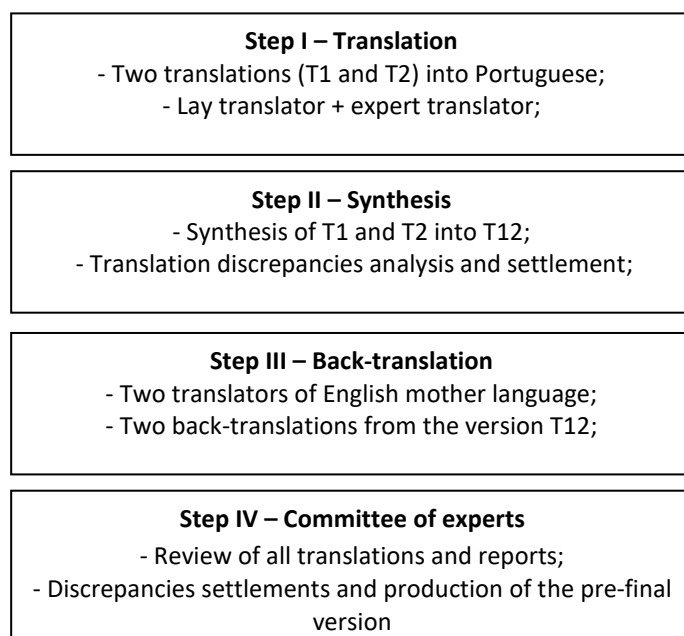 Step I – Translation
- Two translations (T1 and T2) into Portuguese;
- Lay translator + expert translator;
Step II – Synthesis
- Synthesis of T1 and T2 into T12;
- Translation discrepancies analysis and settlement;
Step III – Back-translation
- Two translators of English mother language;
- Two back-translations from the version T12;
Step IV – Committee of experts
- Review of all translations and reports;
- Discrepancies settlements and production of the pre-final
version